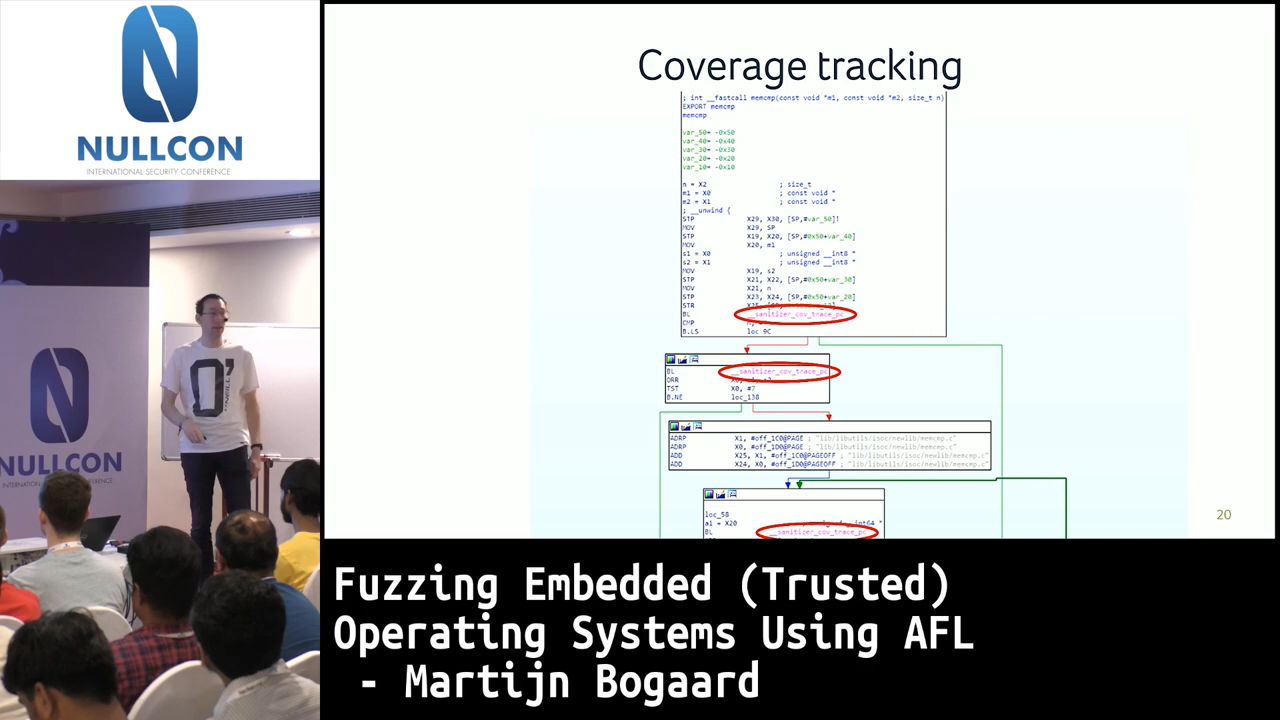 NULLCON
INTERNATIONAL SECURITY CONFERENCE
NULLCON
Coverage tracking
; int __fastcall memcmp(const void *m1, const void *m2, size_t n)
EXPORT memcmp
memcmp
var_50= -0x50
var_40= -0x40
var_30= -0x30
var_20= -0x20
var_10= -0x10
n = X2 ; size_t
m1 = X0 ; const void *
m2 = X1 ; const void *
; __unwind {
STP X29, X30, [SP,#var_50]!
MOV X29, SP
STP X19, X20, [SP,#0x50+var_40]
MOV X20, m1
s1 = X0 ; unsigned __int8 *
s2 = X1 ; unsigned __int8 *
MOV X19, s2
STP X21, X22, [SP,#0x50+var_30]
MOV X21, n
STP X23, X24, [SP,#0x50+var_20]
STR
BL __sanitizer_cov_trace_pc
CMP
B.LS loc_9C
BL __sanitizer_cov_trace_pc
ORR
TST X0, #7
B.NE loc_138
ADRP X1, #off_1C0@PAGE ; "lib/libutils/isoc/newlib/memcmp.c"
ADRP X0, #off_1D0@PAGE ; "lib/libutils/isoc/newlib/memcmp.c"
ADD X25, X1, #off_1C0@PAGEOFF ; "lib/libutils/isoc/newlib/memcmp.c"
ADD X24, X0, #off_1D0@PAGEOFF ; "lib/libutils/isoc/newlib/memcmp.c"
loc_58
a1 = X20 ; unsigned __int64 *
BL __sanitizer_cov_trace_pc
20
Fuzzing Embedded (Trusted)
Operating Systems Using AFL
- Martijn Bogaard